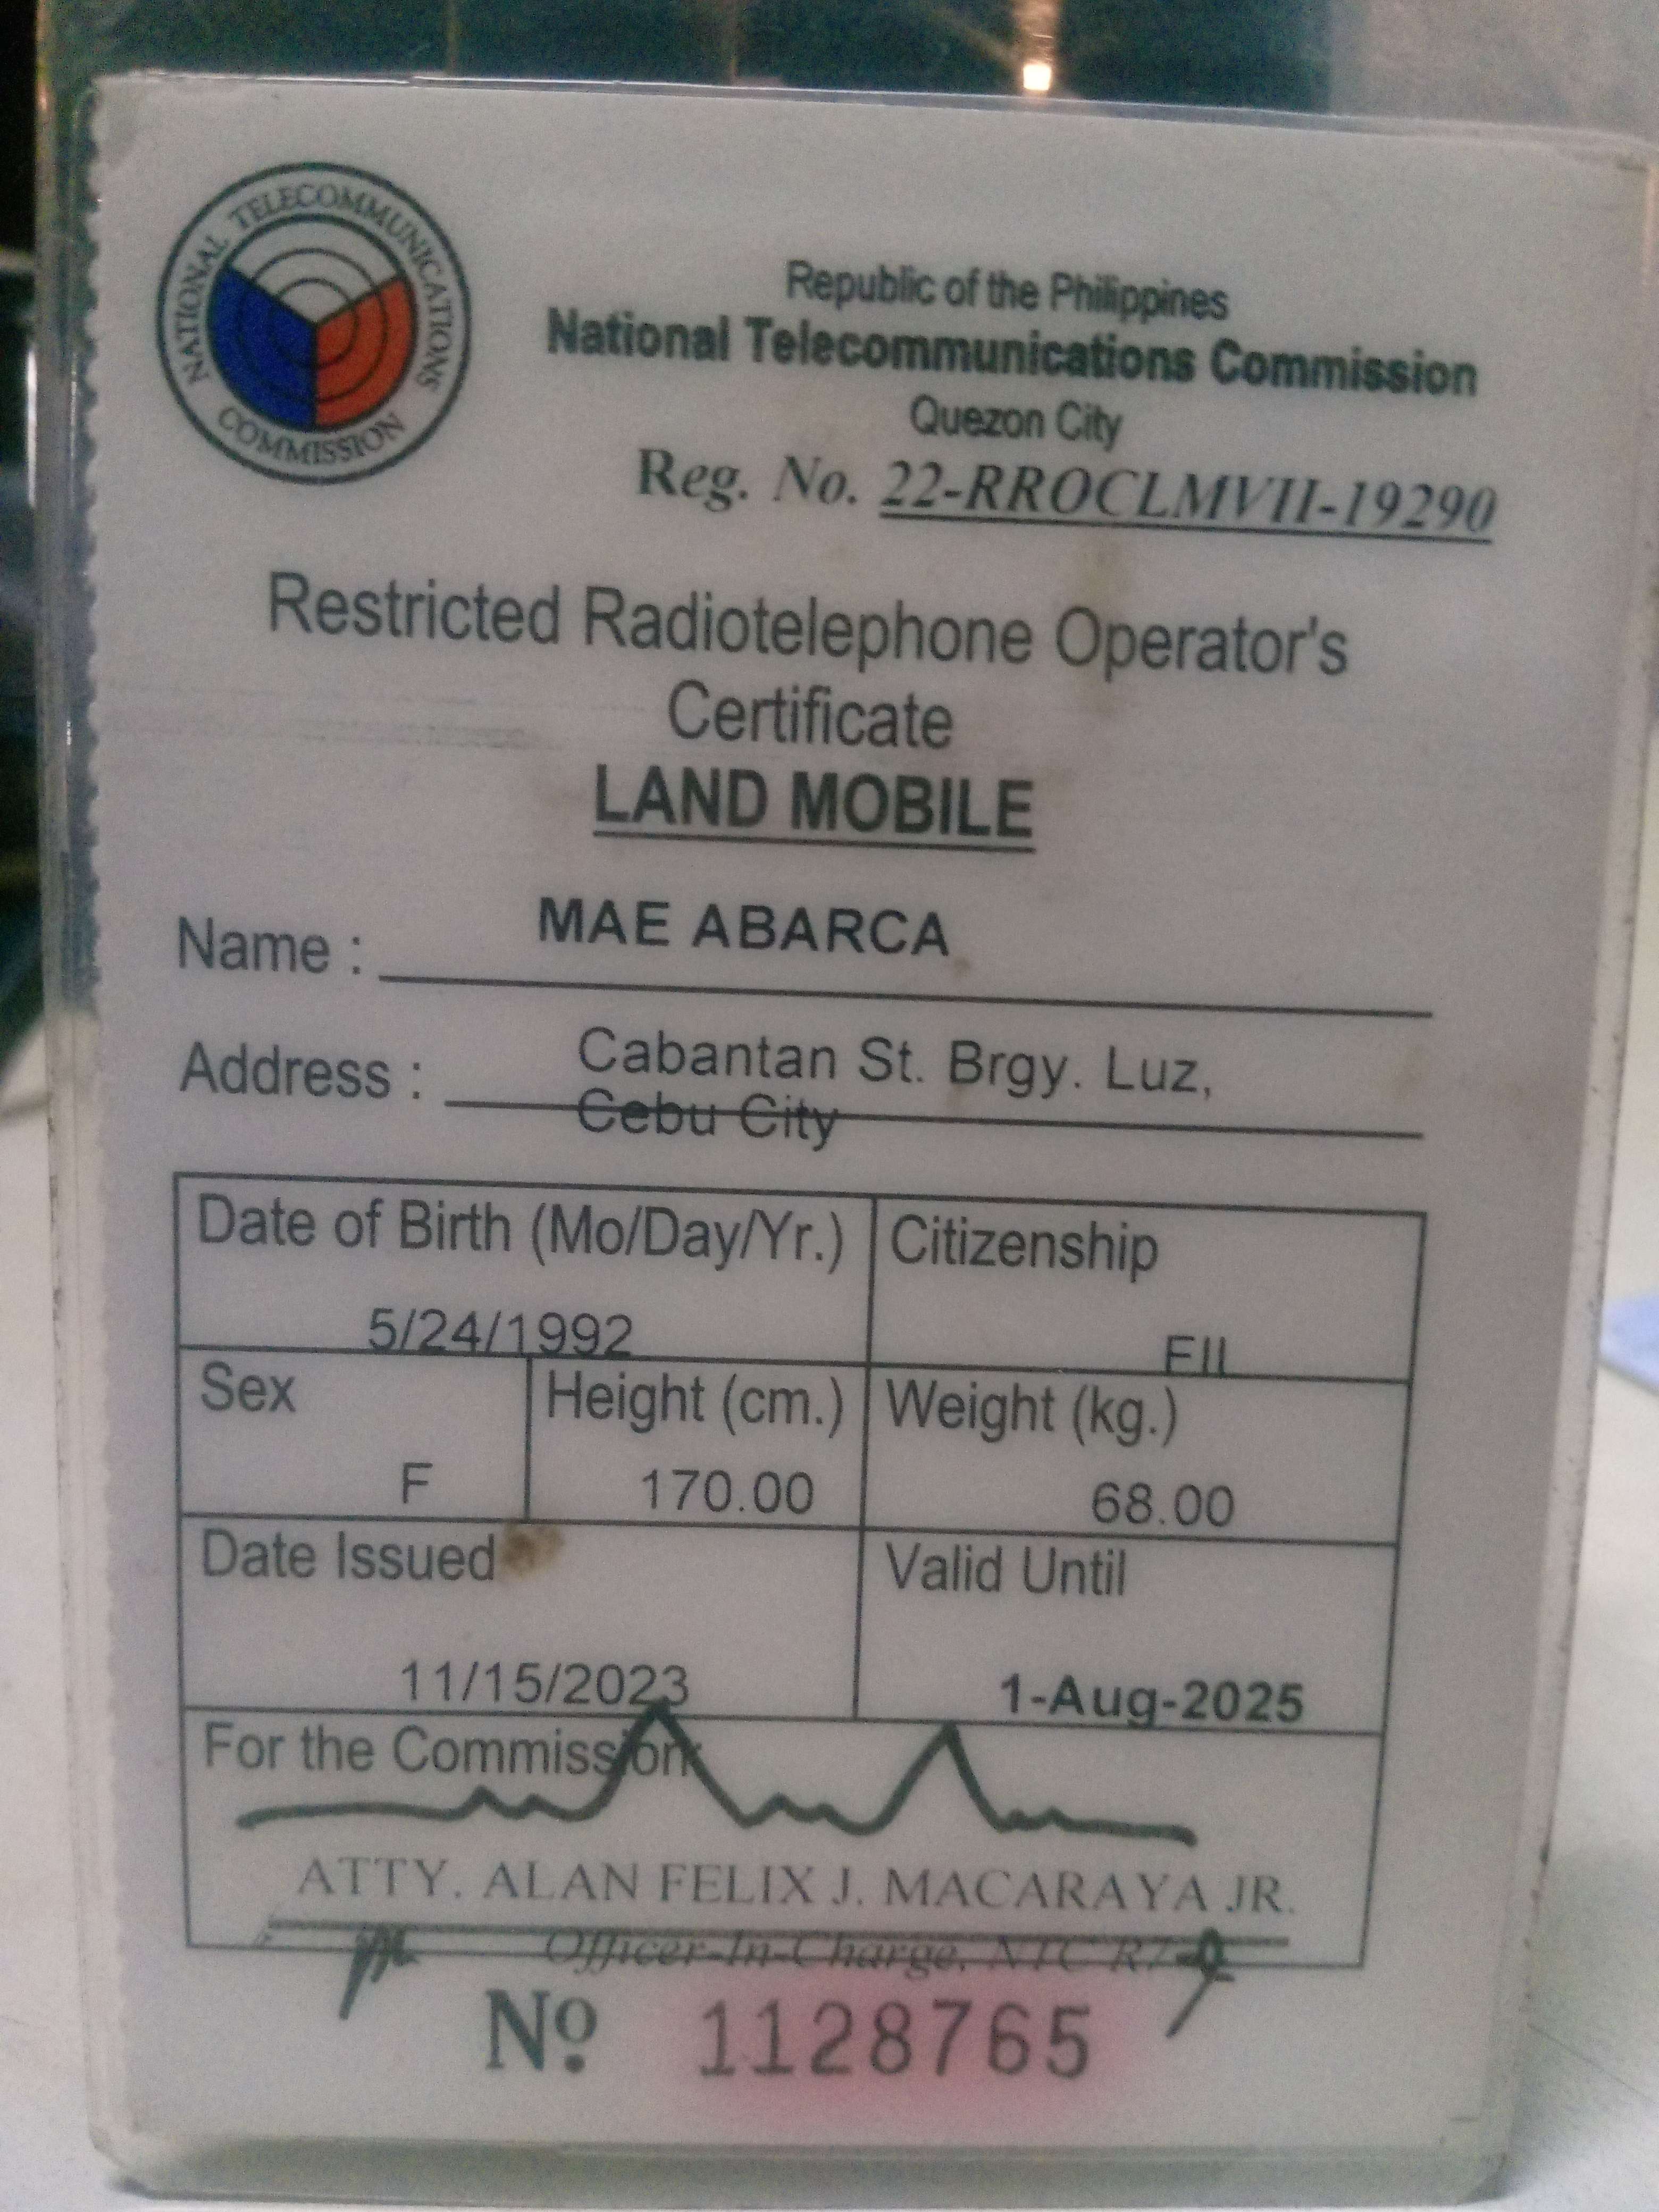 NATIONAL TELECOMMUNICATIONS
COMMISSION
Republic of the Philippines
National Telecommunications Commission
Quezon City
Reg. No. 22-RROCLMVII-19290
Restricted Radiotelephone Operator's
Certificate
LAND MOBILE
Name : MAE ABARCA
Address : Cabantan St. Brgy. Luz,
Cebu City
Date of Birth (Mo/Day/Yr.) Citizenship
5/24/1992 FIL
Sex Height (cm.) Weight (kg.)
F 170.00 68.00
Date Issued Valid Until
11/15/2023 1-Aug-2025
For the Commission:
ATTY. ALAN FELIX J. MACARAYA JR.
Officer-In-Charge, NTC R7
Nº 1128765